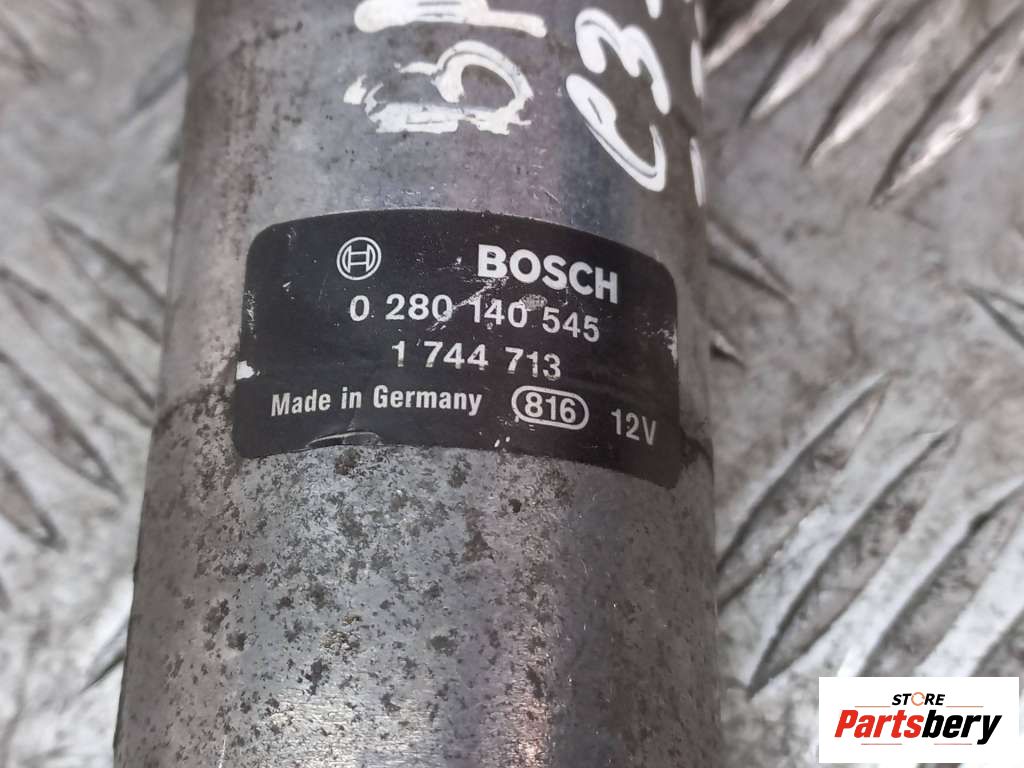 BOSCH
0 280 140 545
1 744 713
Made in Germany 816 12V
STORE
Partsbery